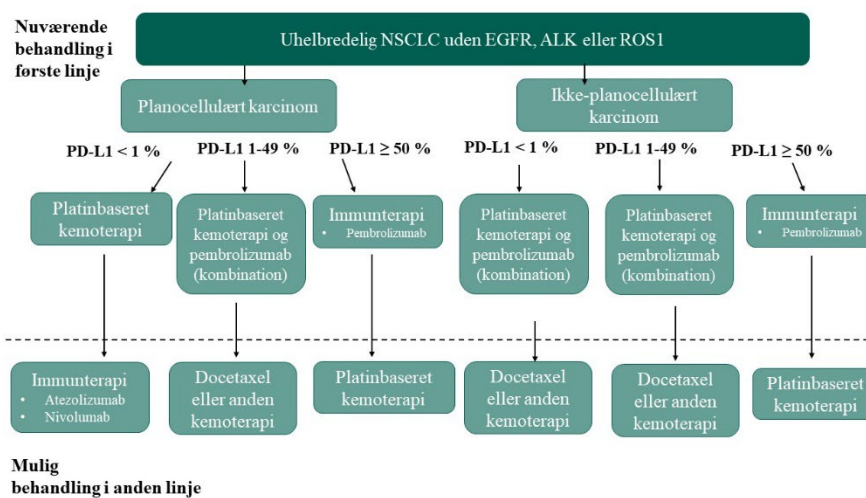 Nuværende
behandling i
første linje
Uhelbredelig NSCLC uden EGFR, ALK eller ROS1
Planocellulært karcinom
Ikke-planocellulært
karcinom
PD-L1 < 1 %
PD-L1 1-49 %
PD-L1 ≥ 50 %
PD-L1 < 1 %
PD-L1 1-49 %
PD-L1 ≥ 50 %
Platinbaseret
kemoterapi
Platinbaseret
kemoterapi og
pembrolizumab
(kombination)
Immunterapi
• Pembrolizumab
Platinbaseret
kemoterapi og
pembrolizumab
(kombination)
Platinbaseret
kemoterapi og
pembrolizumab
(kombination)
Immunterapi
• Pembrolizumab
Immunterapi
• Atezolizumab
• Nivolumab
Docetaxel
eller anden
kemoterapi
Platinbaseret
kemoterapi
Docetaxel
eller anden
kemoterapi
Docetaxel
eller anden
kemoterapi
Platinbaseret
kemoterapi
Mulig
behandling i anden linje